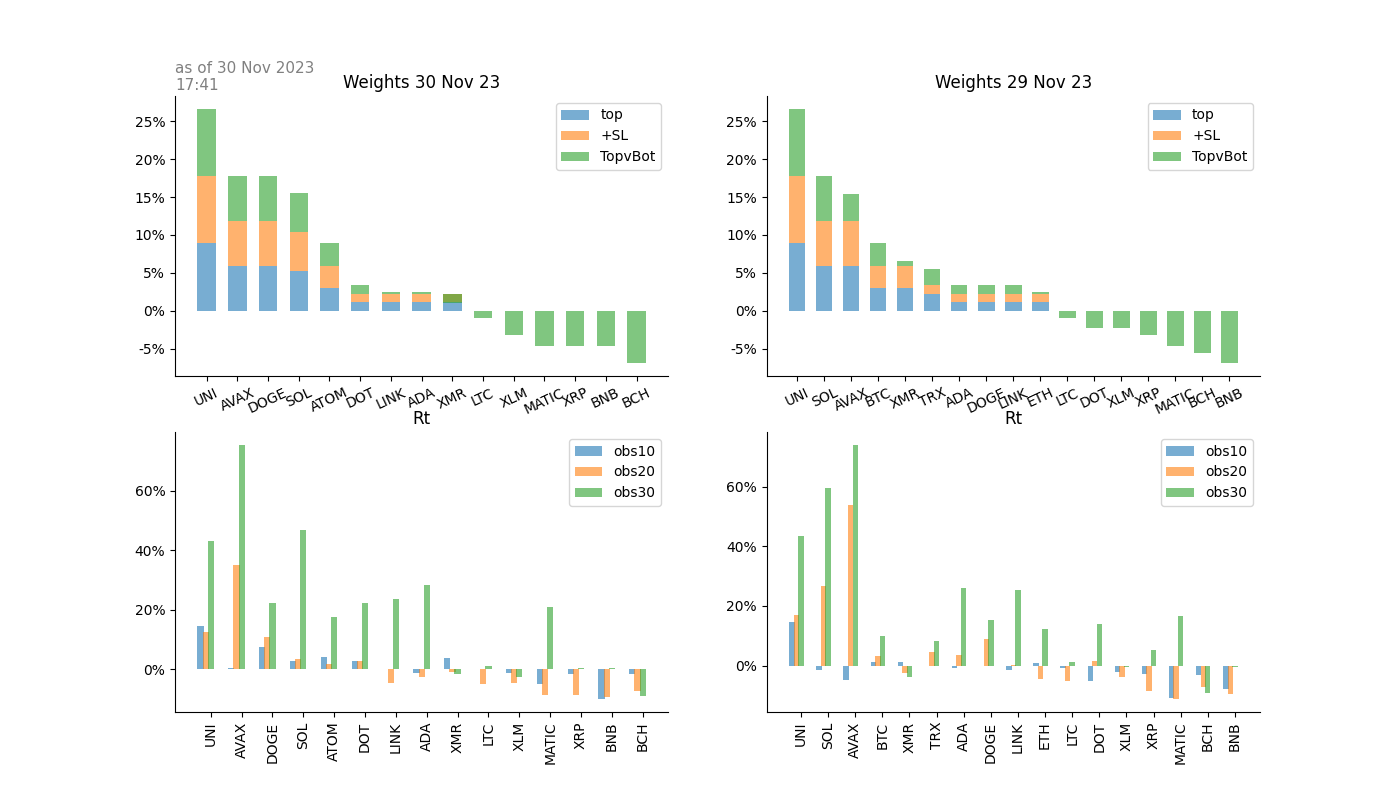 as of 30 Nov 2023
17:41
Weights 30 Nov 23
25%
20%
15%
10%
5%
0%
-5%
top
+SL
TopvBot
UNI AVAX DOGE SOL ATOM DOT LINK ADA XMR LTC XLM MATIC XRP BNB BCH
Weights 29 Nov 23
25%
20%
15%
10%
5%
0%
-5%
top
+SL
TopvBot
UNI SOL AVAX BTC XMR TRX ADA DOGE LINK ETH LTC DOT XLM XRP MATIC BCH BNB
Rt
60%
40%
20%
0%
obs10
obs20
obs30
UNI AVAX DOGE SOL ATOM DOT LINK ADA XMR LTC XLM MATIC XRP BNB BCH
Rt
60%
40%
20%
0%
obs10
obs20
obs30
UNI SOL AVAX BTC XMR TRX ADA DOGE LINK ETH LTC DOT XLM XRP MATIC BCH BNB